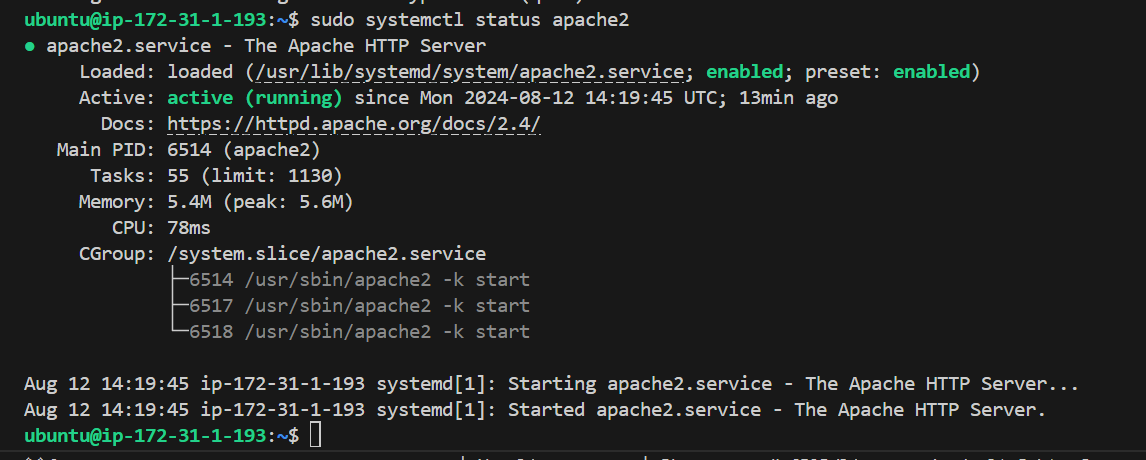 ubuntu@ip-172-31-1-193:~$ sudo systemctl status apache2
● apache2.service - The Apache HTTP Server
     Loaded: loaded (/usr/lib/systemd/system/apache2.service; enabled; preset: enabled)
     Active: active (running) since Mon 2024-08-12 14:19:45 UTC; 13min ago
       Docs: https://httpd.apache.org/docs/2.4/
   Main PID: 6514 (apache2)
      Tasks: 55 (limit: 1130)
     Memory: 5.4M (peak: 5.6M)
        CPU: 78ms
     CGroup: /system.slice/apache2.service
             ├─6514 /usr/sbin/apache2 -k start
             ├─6517 /usr/sbin/apache2 -k start
             └─6518 /usr/sbin/apache2 -k start
Aug 12 14:19:45 ip-172-31-1-193 systemd[1]: Starting apache2.service - The Apache HTTP Server...
Aug 12 14:19:45 ip-172-31-1-193 systemd[1]: Started apache2.service - The Apache HTTP Server.
ubuntu@ip-172-31-1-193:~$